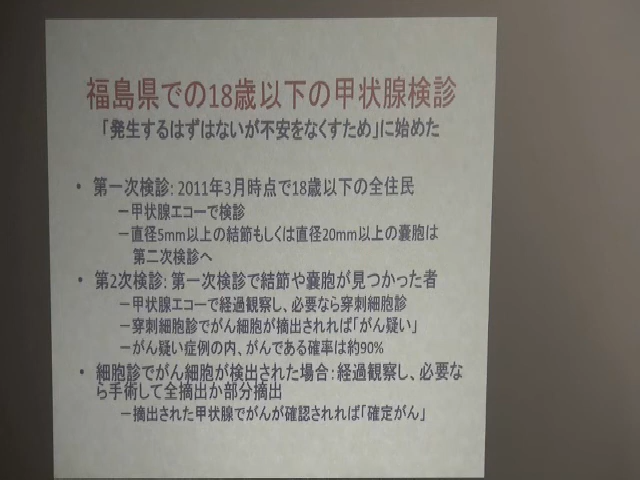 福島県での18歳以下の甲状腺検診
「発生するはずはないが不安をなくすため」に始めた
• 第一次検診: 2011年3月時点で18歳以下の全住民
－甲状腺エコーで検診
－直径5mm以上の結節もしくは直径20mm以上の嚢胞は
第二次検診へ
• 第2次検診: 第一次検診で結節や嚢胞が見つかった者
－甲状腺エコーで経過観察し、必要なら穿刺細胞診
－穿刺細胞診でがん細胞が摘出されれば「がん疑い」
－がん疑い症例の内、がんである確率は約90%
• 細胞診でがん細胞が検出された場合: 経過観察し、必要な
ら手術して全摘出か部分摘出
－摘出された甲状腺でがんが確認されれば「確定がん」